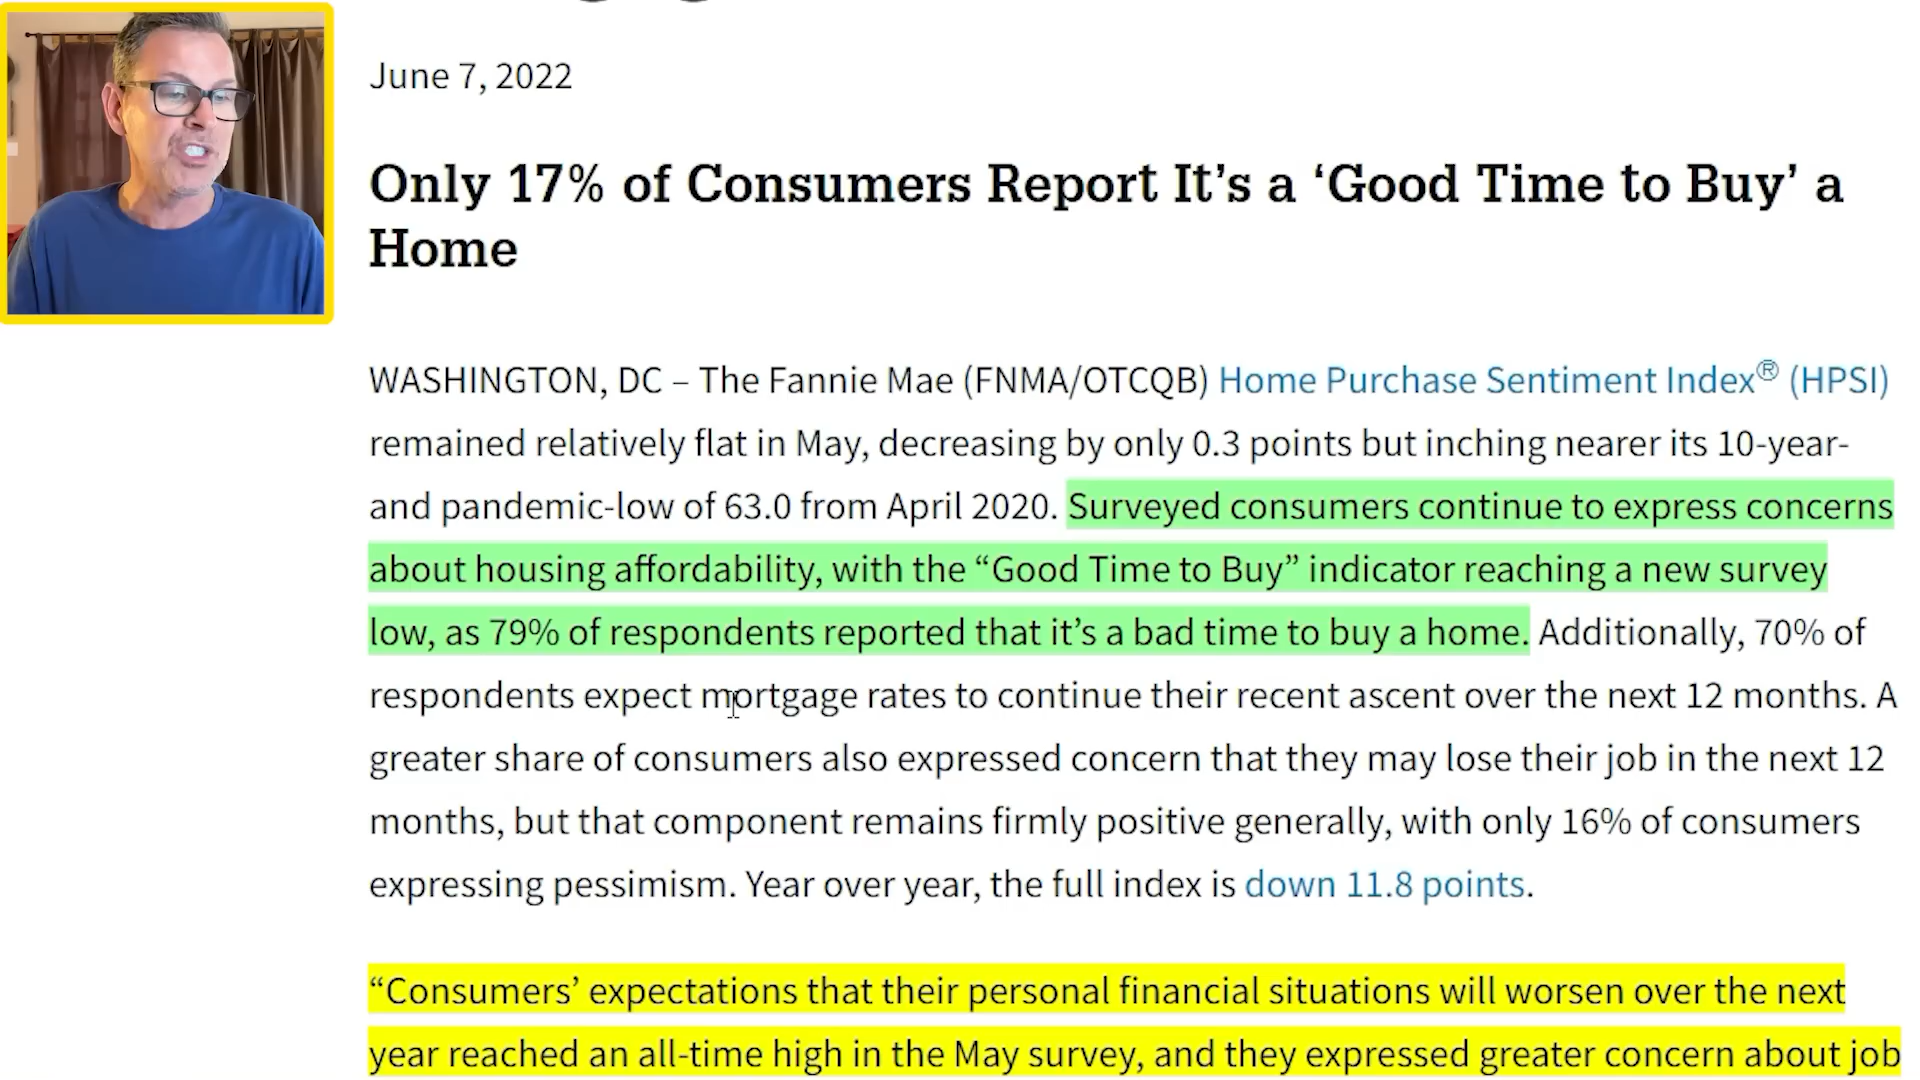 June 7, 2022
Only 17% of Consumers Report It’s a ‘Good Time to Buy’ a
Home
WASHINGTON, DC – The Fannie Mae (FNMA/OTCQB) Home Purchase Sentiment Index® (HPSI)
remained relatively flat in May, decreasing by only 0.3 points but inching nearer its 10-year-
and pandemic-low of 63.0 from April 2020. Surveyed consumers continue to express concerns
about housing affordability, with the “Good Time to Buy” indicator reaching a new survey
low, as 79% of respondents reported that it’s a bad time to buy a home. Additionally, 70% of
respondents expect mortgage rates to continue their recent ascent over the next 12 months. A
greater share of consumers also expressed concern that they may lose their job in the next 12
months, but that component remains firmly positive generally, with only 16% of consumers
expressing pessimism. Year over year, the full index is down 11.8 points.
“Consumers’ expectations that their personal financial situations will worsen over the next
year reached an all-time high in the May survey, and they expressed greater concern about job